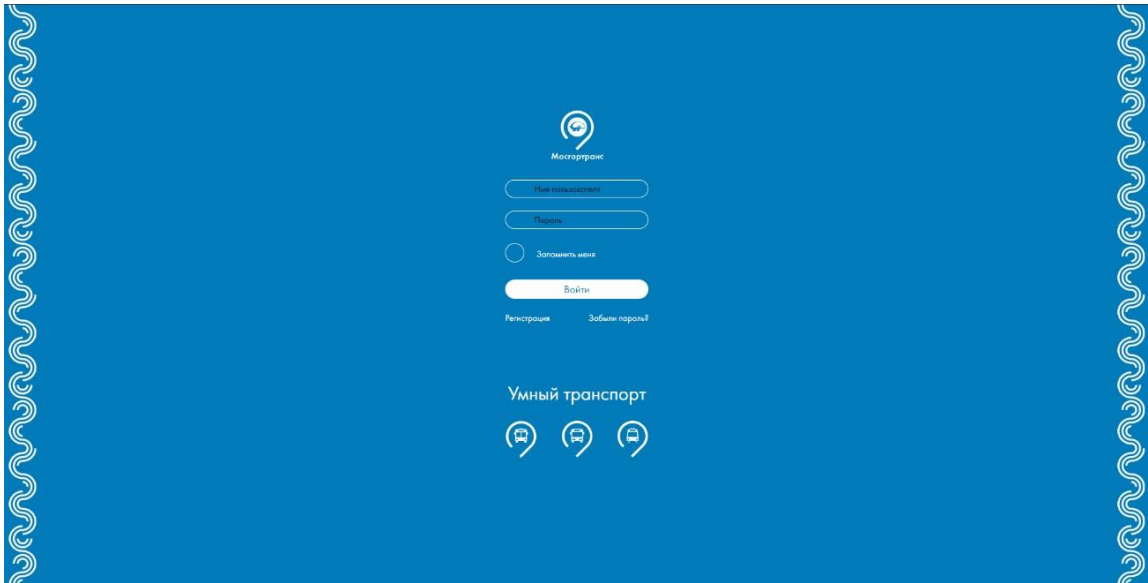 Мосгортранс
Имя пользователя
Пароль
Запомнить меня
Войти
Регистрация Забыли пароль?
Умный транспорт